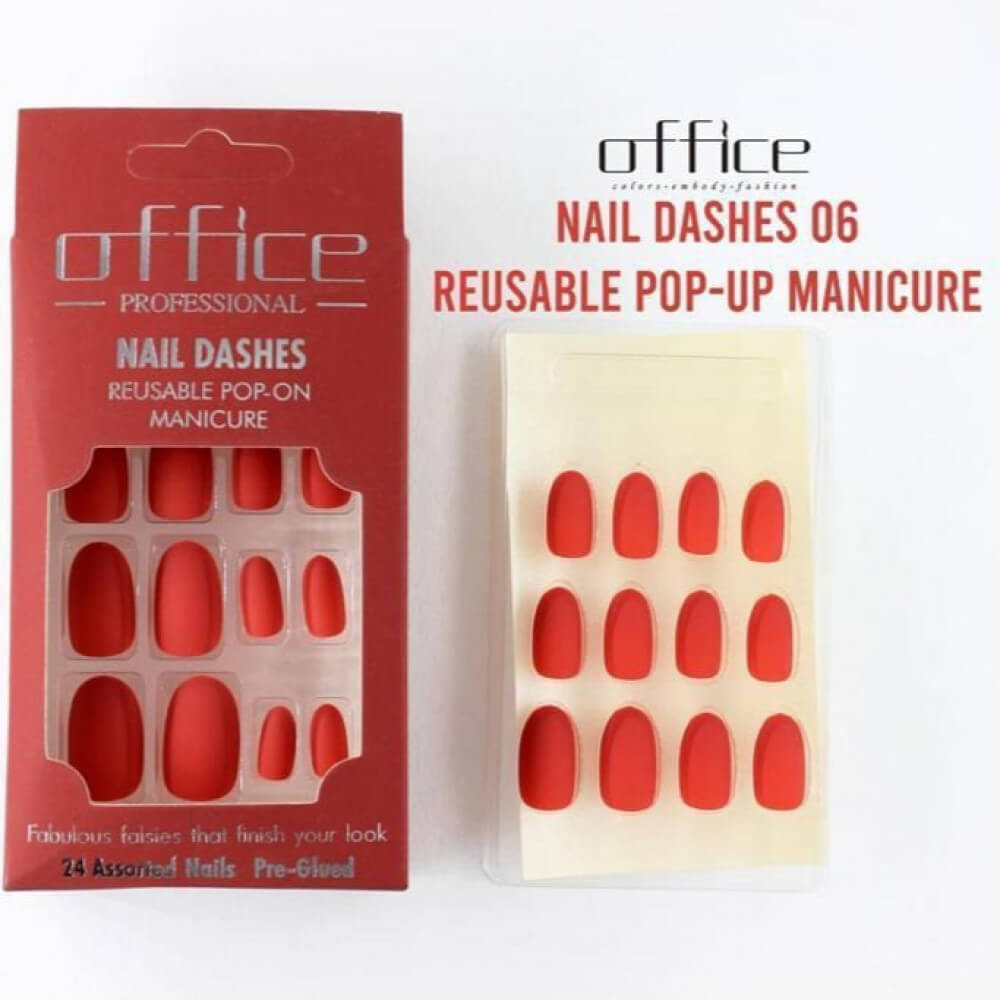 office
PROFESSIONAL
NAIL DASHES
REUSABLE POP-ON
MANICURE
Fabulous falsies that finish your look
24 Assorted Nails Pre-Glued
office
colors-embody-fashion
NAIL DASHES 06
REUSABLE POP-UP MANICURE